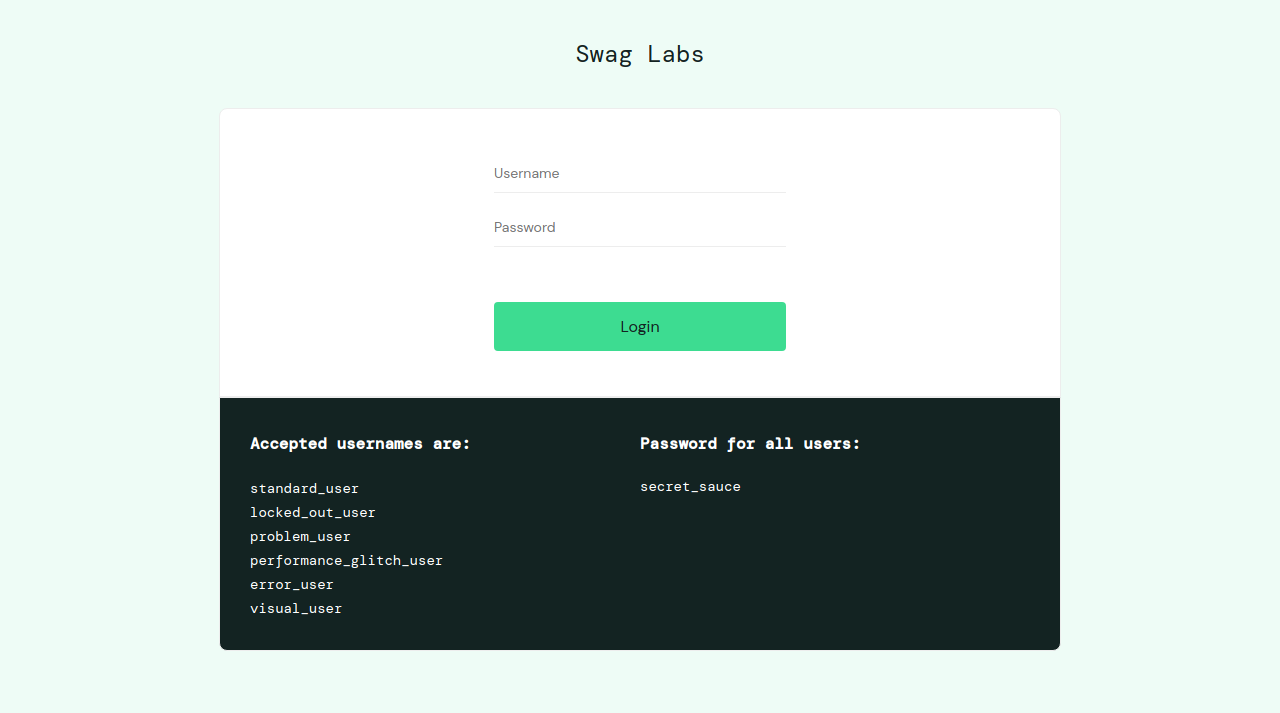 Swag Labs
Username
Password
Login
Accepted usernames are:
standard_user
locked_out_user
problem_user
performance_glitch_user
error_user
visual_user
Password for all users:
secret_sauce